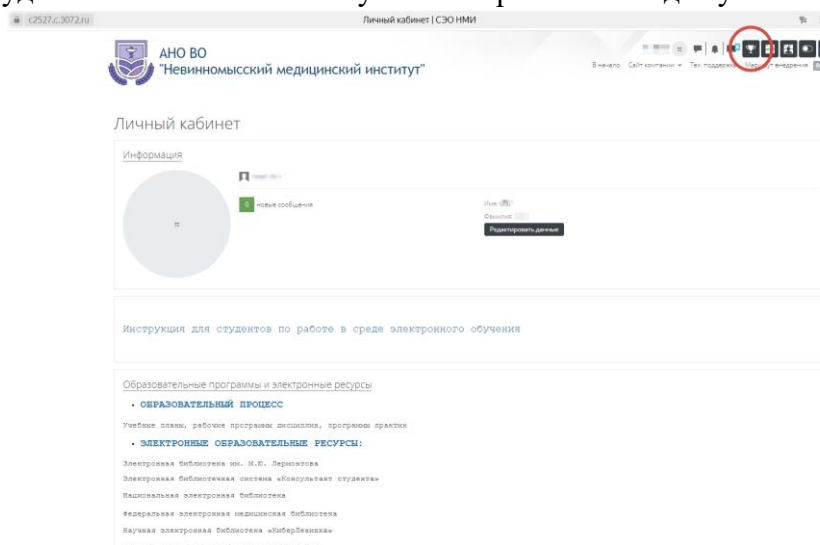 c2527.c.3072.ru
Личный кабинет | СЭО НМИ
АНО ВО
"Невинномысский медицинский институт"
В начало Сайт компании Тех. поддержка Маршрут внедрения
Личный кабинет
Информация
0 новые сообщения
Имя:
Фамилия:
Редактировать данные
Инструкция для студентов по работе в среде электронного обучения
Образовательные программы и электронные ресурсы
• ОБРАЗОВАТЕЛЬНЫЙ ПРОЦЕСС
Учебные планы, рабочие программы дисциплин, программы практик
• ЭЛЕКТРОННЫЕ ОБРАЗОВАТЕЛЬНЫЕ РЕСУРСЫ:
Электронная библиотека им. М.Ю. Лермонтова
Электронная библиотечная система «Консультант студента»
Национальная электронная библиотека
Федеральная электронная медицинская библиотека
Научная электронная библиотека «КиберЛенинка»